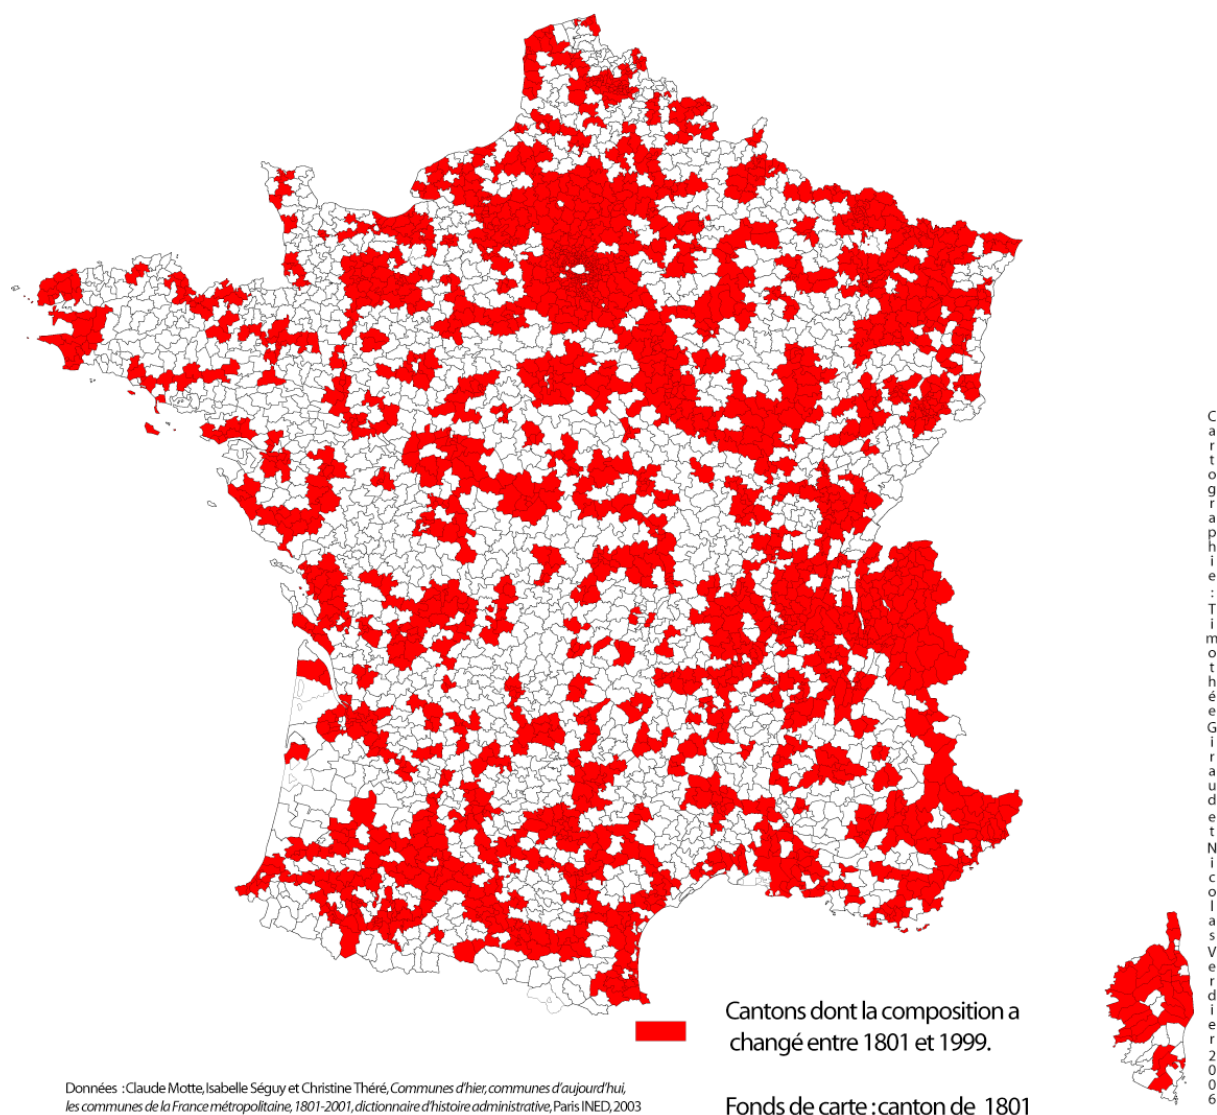 Cantons dont la composition a
changé entre 1801 et 1999.
Données : Claude Motte, Isabelle Séguy et Christine Théré, Communes d'hier, communes d'aujourd'hui,
les communes de la France métropolitaine, 1801-2001, dictionnaire d'histoire administrative, Paris INED, 2003
Fonds de carte : canton de 1801
Cartographie : Timothée Giraud et Nicolas Verdier 2006